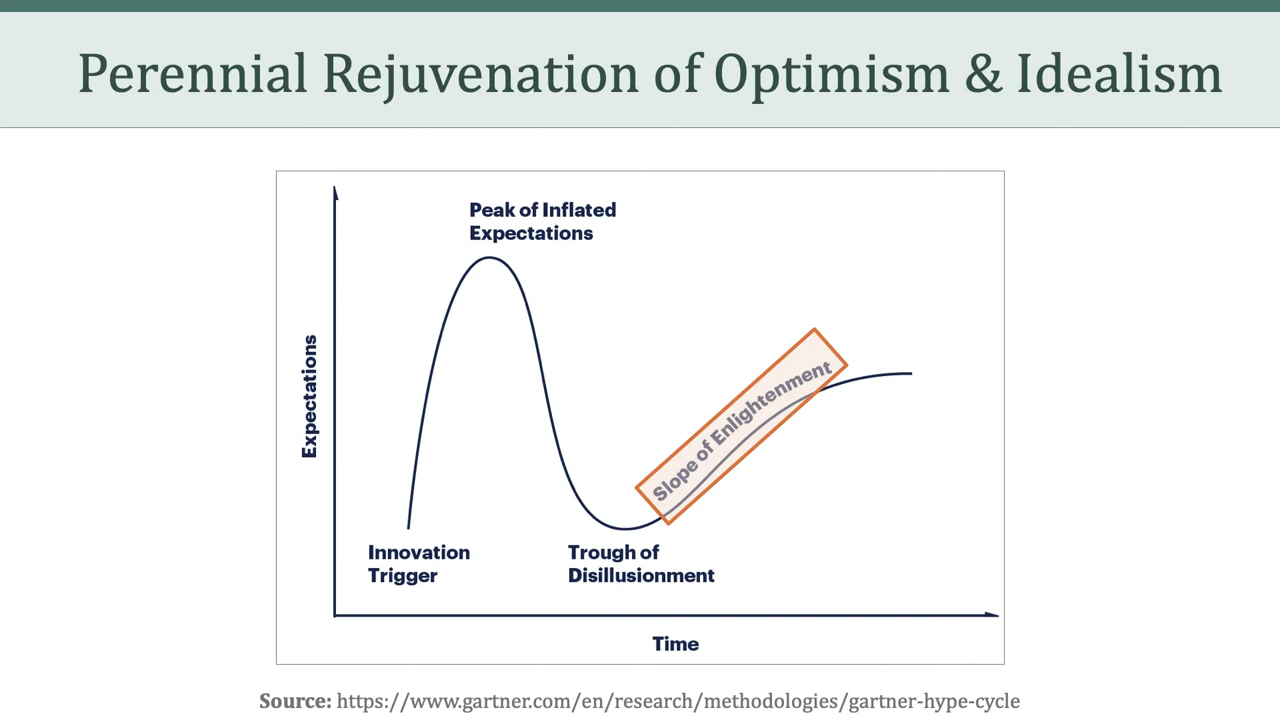 Perennial Rejuvenation of Optimism & Idealism
Peak of Inflated
Expectations
Expectations
Slope of Enlightenment
Innovation
Trigger
Trough of
Disillusionment
Time
Source: https://www.gartner.com/en/research/methodologies/gartner-hype-cycle